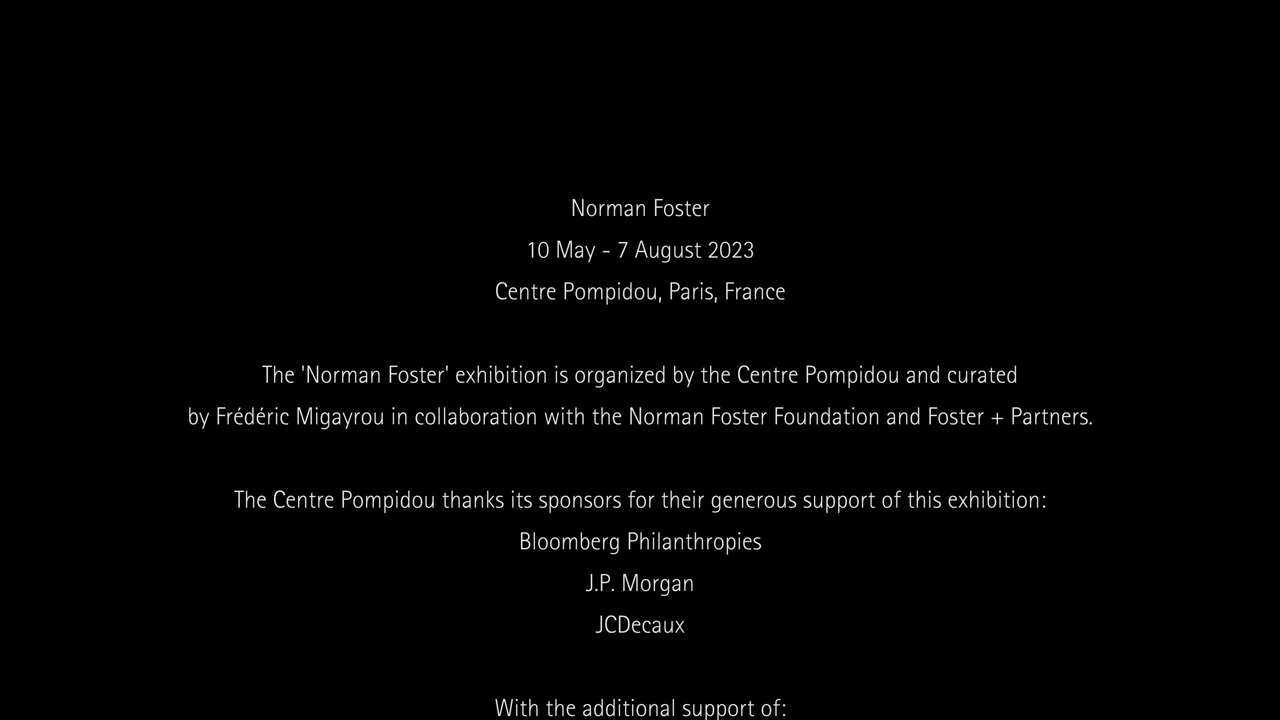 Norman Foster
10 May - 7 August 2023
Centre Pompidou, Paris, France
The 'Norman Foster' exhibition is organized by the Centre Pompidou and curated
by Frédéric Migayrou in collaboration with the Norman Foster Foundation and Foster + Partners.
The Centre Pompidou thanks its sponsors for their generous support of this exhibition:
Bloomberg Philanthropies
J.P. Morgan
JCDecaux
With the additional support of: